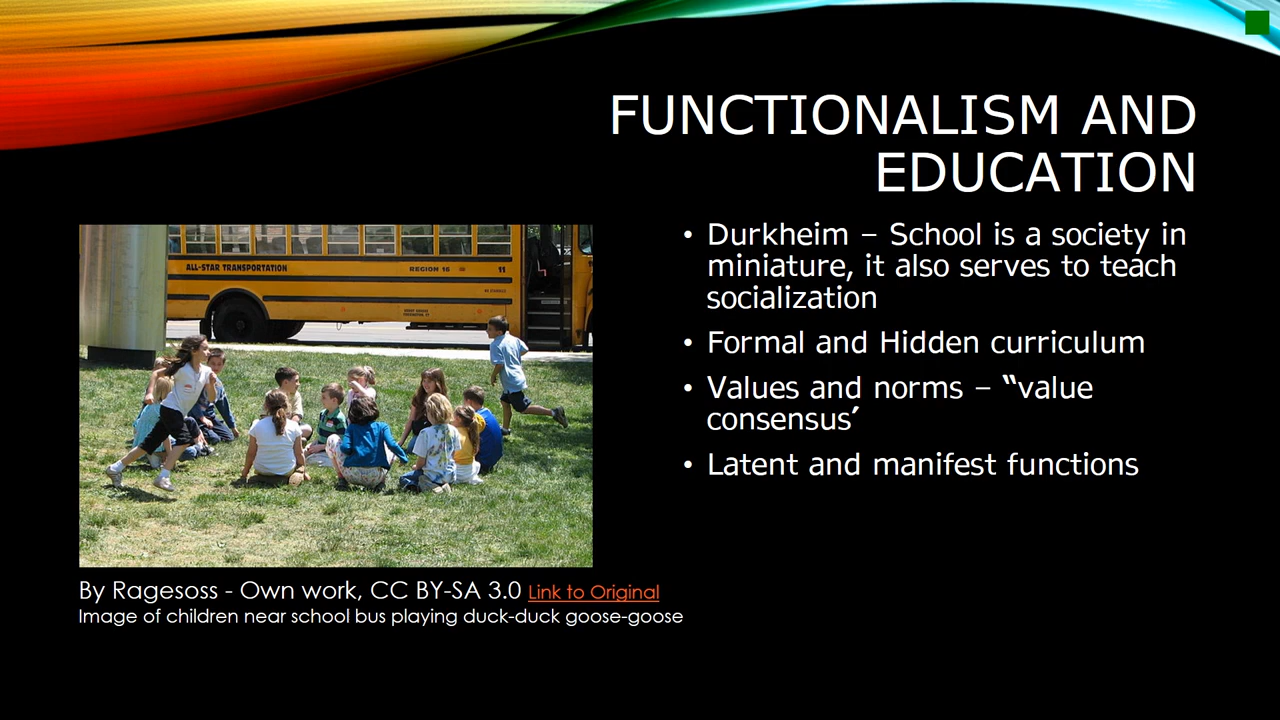 FUNCTIONALISM AND
EDUCATION
ALL-STAR TRANSPORTATION
REGION 16
11
• Durkheim – School is a society in
miniature, it also serves to teach
socialization
• Formal and Hidden curriculum
• Values and norms – “value
consensus’
• Latent and manifest functions
By Ragesoss - Own work, CC BY-SA 3.0 Link to Original
Image of children near school bus playing duck-duck goose-goose